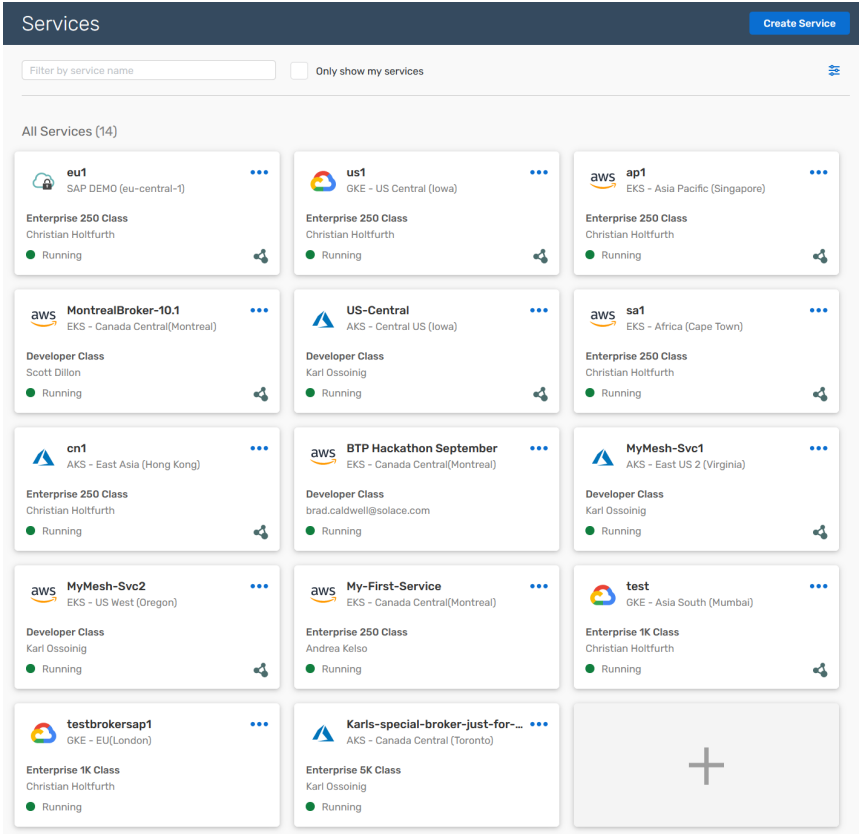 Services
Create Service
Filter by service name
Only show my services
All Services (14)
eu1
SAP DEMO (eu-central-1)
Enterprise 250 Class
Christian Holtfurth
Running
us1
GKE - US Central (Iowa)
Enterprise 250 Class
Christian Holtfurth
Running
aws
ap1
EKS - Asia Pacific (Singapore)
Enterprise 250 Class
Christian Holtfurth
Running
aws
MontrealBroker-10.1
EKS - Canada Central(Montreal)
Developer Class
Scott Dillon
Running
US-Central
AKS - Central US (Iowa)
Developer Class
Karl Ossoinig
Running
aws
sa1
EKS - Africa (Cape Town)
Enterprise 250 Class
Christian Holtfurth
Running
cn1
AKS - East Asia (Hong Kong)
Enterprise 250 Class
Christian Holtfurth
Running
aws
BTP Hackathon September
EKS - Canada Central(Montreal)
Developer Class
brad.caldwell@solace.com
Running
MyMesh-Svc1
AKS - East US 2 (Virginia)
Developer Class
Karl Ossoinig
Running
aws
MyMesh-Svc2
EKS - US West (Oregon)
Developer Class
Karl Ossoinig
Running
aws
My-First-Service
EKS - Canada Central(Montreal)
Enterprise 250 Class
Andrea Kelso
Running
test
GKE - Asia South (Mumbai)
Enterprise 1K Class
Christian Holtfurth
Running
testbrokersap1
GKE - EU(London)
Enterprise 1K Class
Christian Holtfurth
Running
Karls-special-broker-just-for-...
AKS - Canada Central (Toronto)
Enterprise 5K Class
Karl Ossoinig
Running